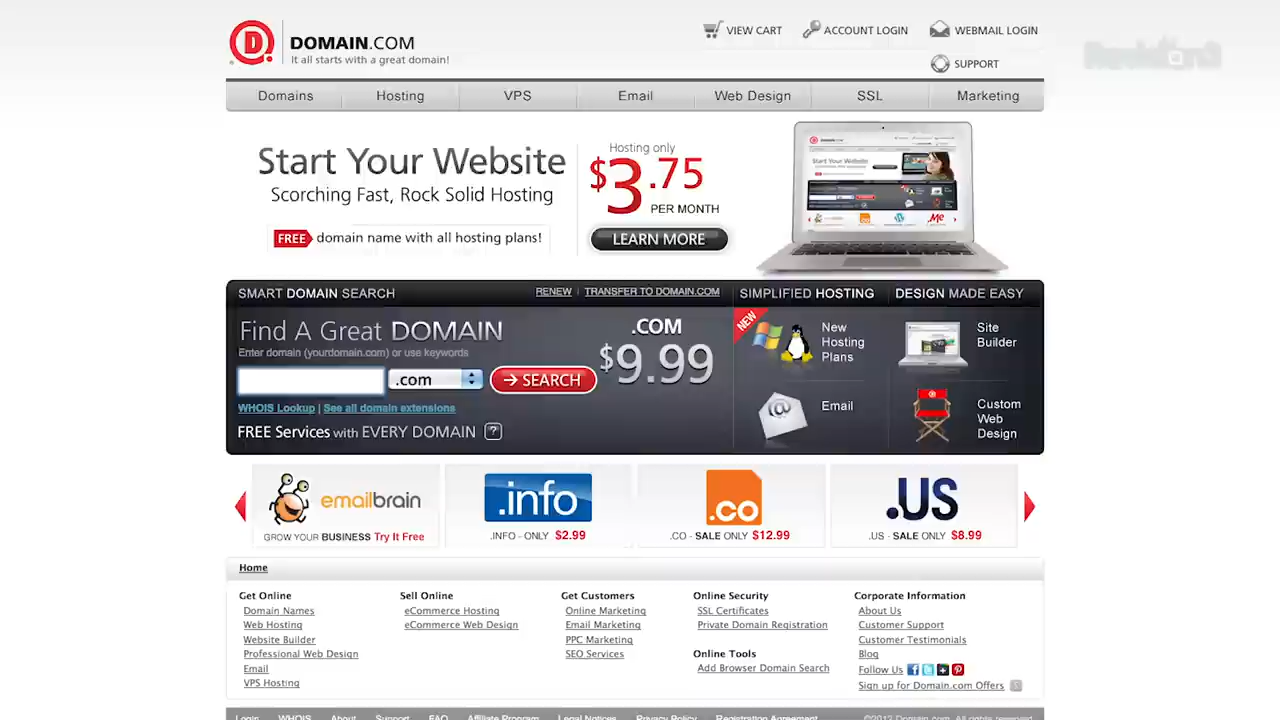 DOMAIN.COM
It all starts with a great domain!
VIEW CART
ACCOUNT LOGIN
WEBMAIL LOGIN
SUPPORT
Domains
Hosting
VPS
Email
Web Design
SSL
Marketing
Start Your Website
Scorching Fast, Rock Solid Hosting
FREE domain name with all hosting plans!
Hosting only
$3.75
PER MONTH
LEARN MORE
SMART DOMAIN SEARCH
RENEW | TRANSFER TO DOMAIN.COM
Find A Great DOMAIN
Enter domain (yourdomain.com) or use keywords
.com
SEARCH
.COM
$9.99
WHOIS Lookup | See all domain extensions
FREE Services with EVERY DOMAIN ?
SIMPLIFIED HOSTING
NEW
New
Hosting
Plans
Email
DESIGN MADE EASY
Site
Builder
Custom
Web
Design
emailbrain
GROW YOUR BUSINESS Try It Free
.info
.INFO - ONLY $2.99
.co
.CO - SALE ONLY $12.99
.US
.US - SALE ONLY $8.99
Home
Get Online
Domain Names
Web Hosting
Website Builder
Professional Web Design
Email
VPS Hosting
Sell Online
eCommerce Hosting
eCommerce Web Design
Get Customers
Online Marketing
Email Marketing
PPC Marketing
SEO Services
Online Security
SSL Certificates
Private Domain Registration
Online Tools
Add Browser Domain Search
Corporate Information
About Us
Customer Support
Customer Testimonials
Blog
Follow Us
Sign up for Domain.com Offers
Login
WHOIS
About
Support
FAQ
Affiliate Program
Legal Notices
Privacy Policy
Registration Agreement
©2012 Domain.com. All rights reserved.